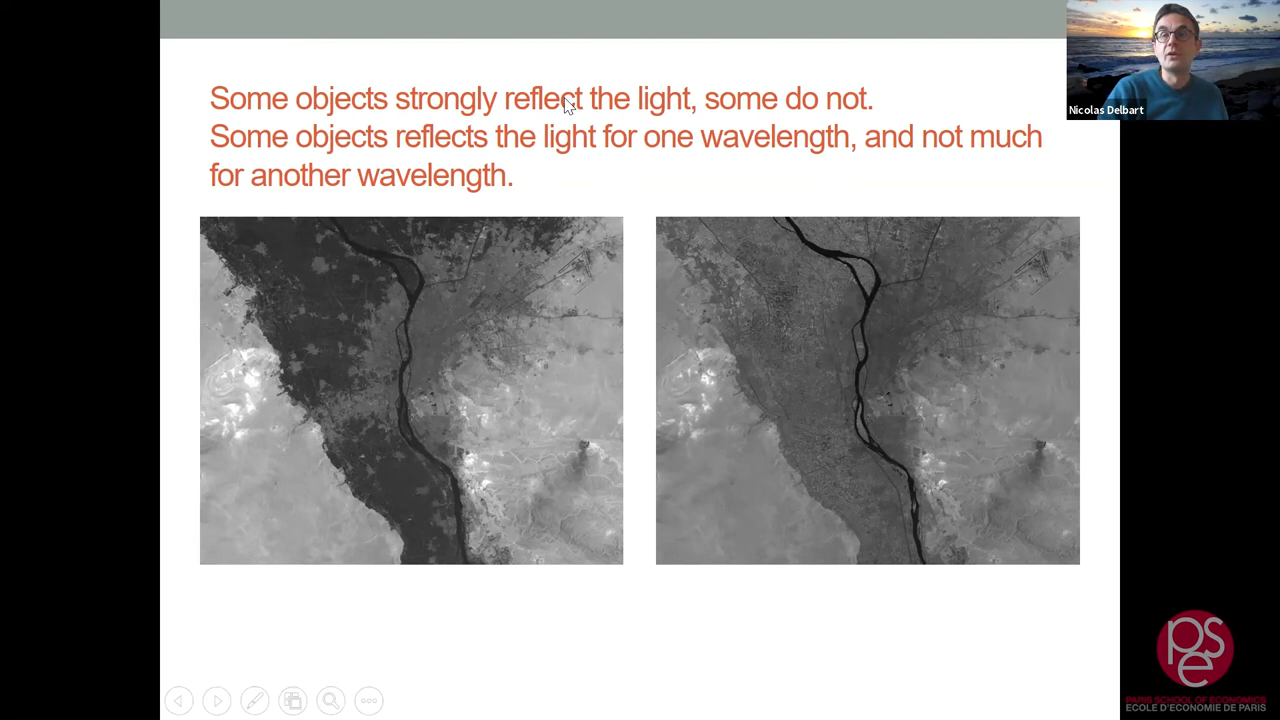 Some objects strongly reflect the light, some do not.
Some objects reflects the light for one wavelength, and not much
for another wavelength.
Nicolas Delbart
pse
PARIS SCHOOL OF ECONOMICS
ECOLE D'ECONOMIE DE PARIS